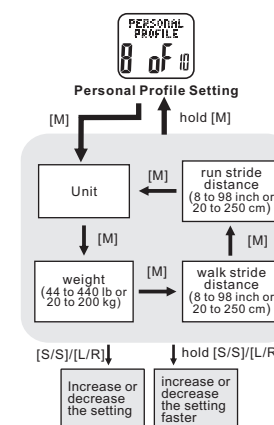 PERSONAL
PROFILE
8 of 10
Personal Profile Setting
[M]
hold [M]
Unit
[M]
run stride
distance
(8 to 98 inch or
20 to 250 cm)
[M]
[M]
weight
(44 to 440 lb or
20 to 200 kg)
[M]
walk stride
distance
(8 to 98 inch or
20 to 250 cm)
[S/S]/[L/R]
hold [S/S]/[L/R]
Increase or
decrease
the setting
increase or
decrease
the setting
faster